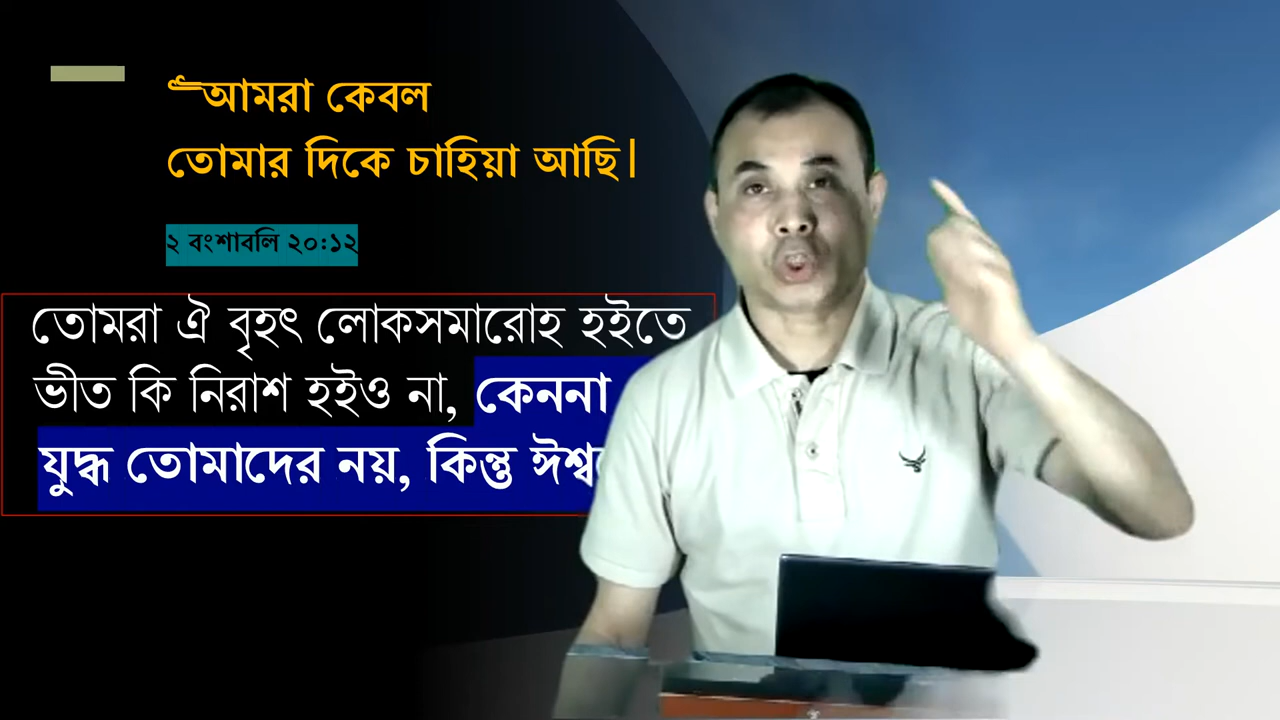 আমরা কেবল
তোমার দিকে চাহিয়া আছি।
২ বংশাবলি ২০:১২
তোমরা ঐ বৃহৎ লোকসমারোহ হইতে
ভীত কি নিরাশ হইও না, কেননা
যুদ্ধ তোমাদের নয়, কিন্তু